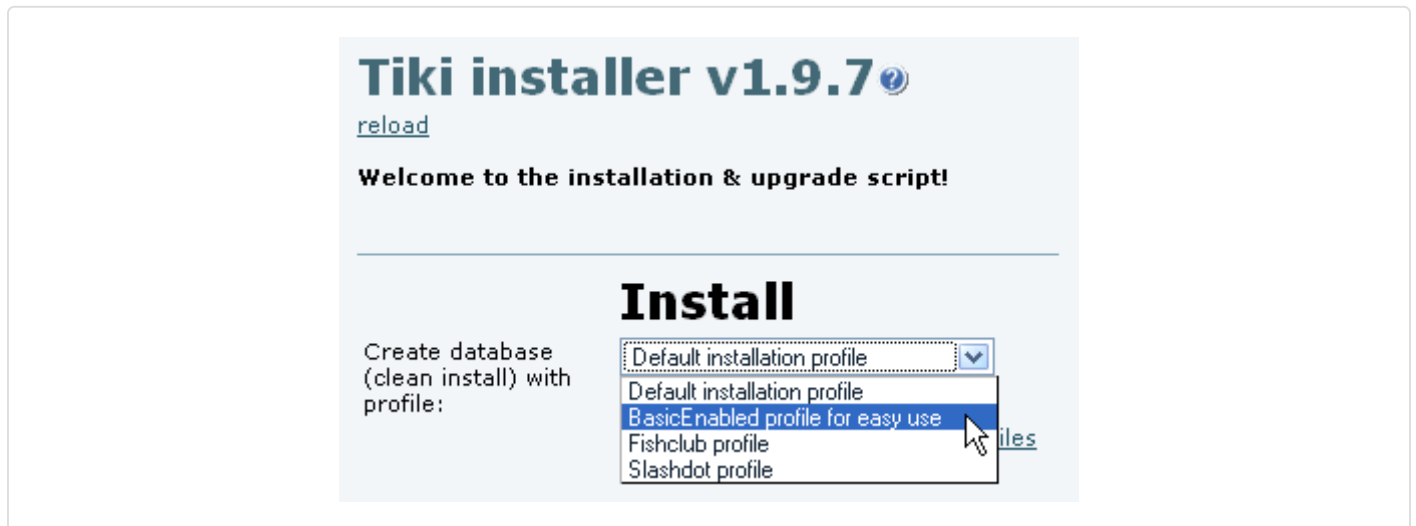 Tiki installer v1.9.7
reload
Welcome to the installation & upgrade script!
Install
Create database
(clean install) with
profile:
Default installation profile
Default installation profile
BasicEnabled profile for easy use
Fishclub profile
Slashdot profile